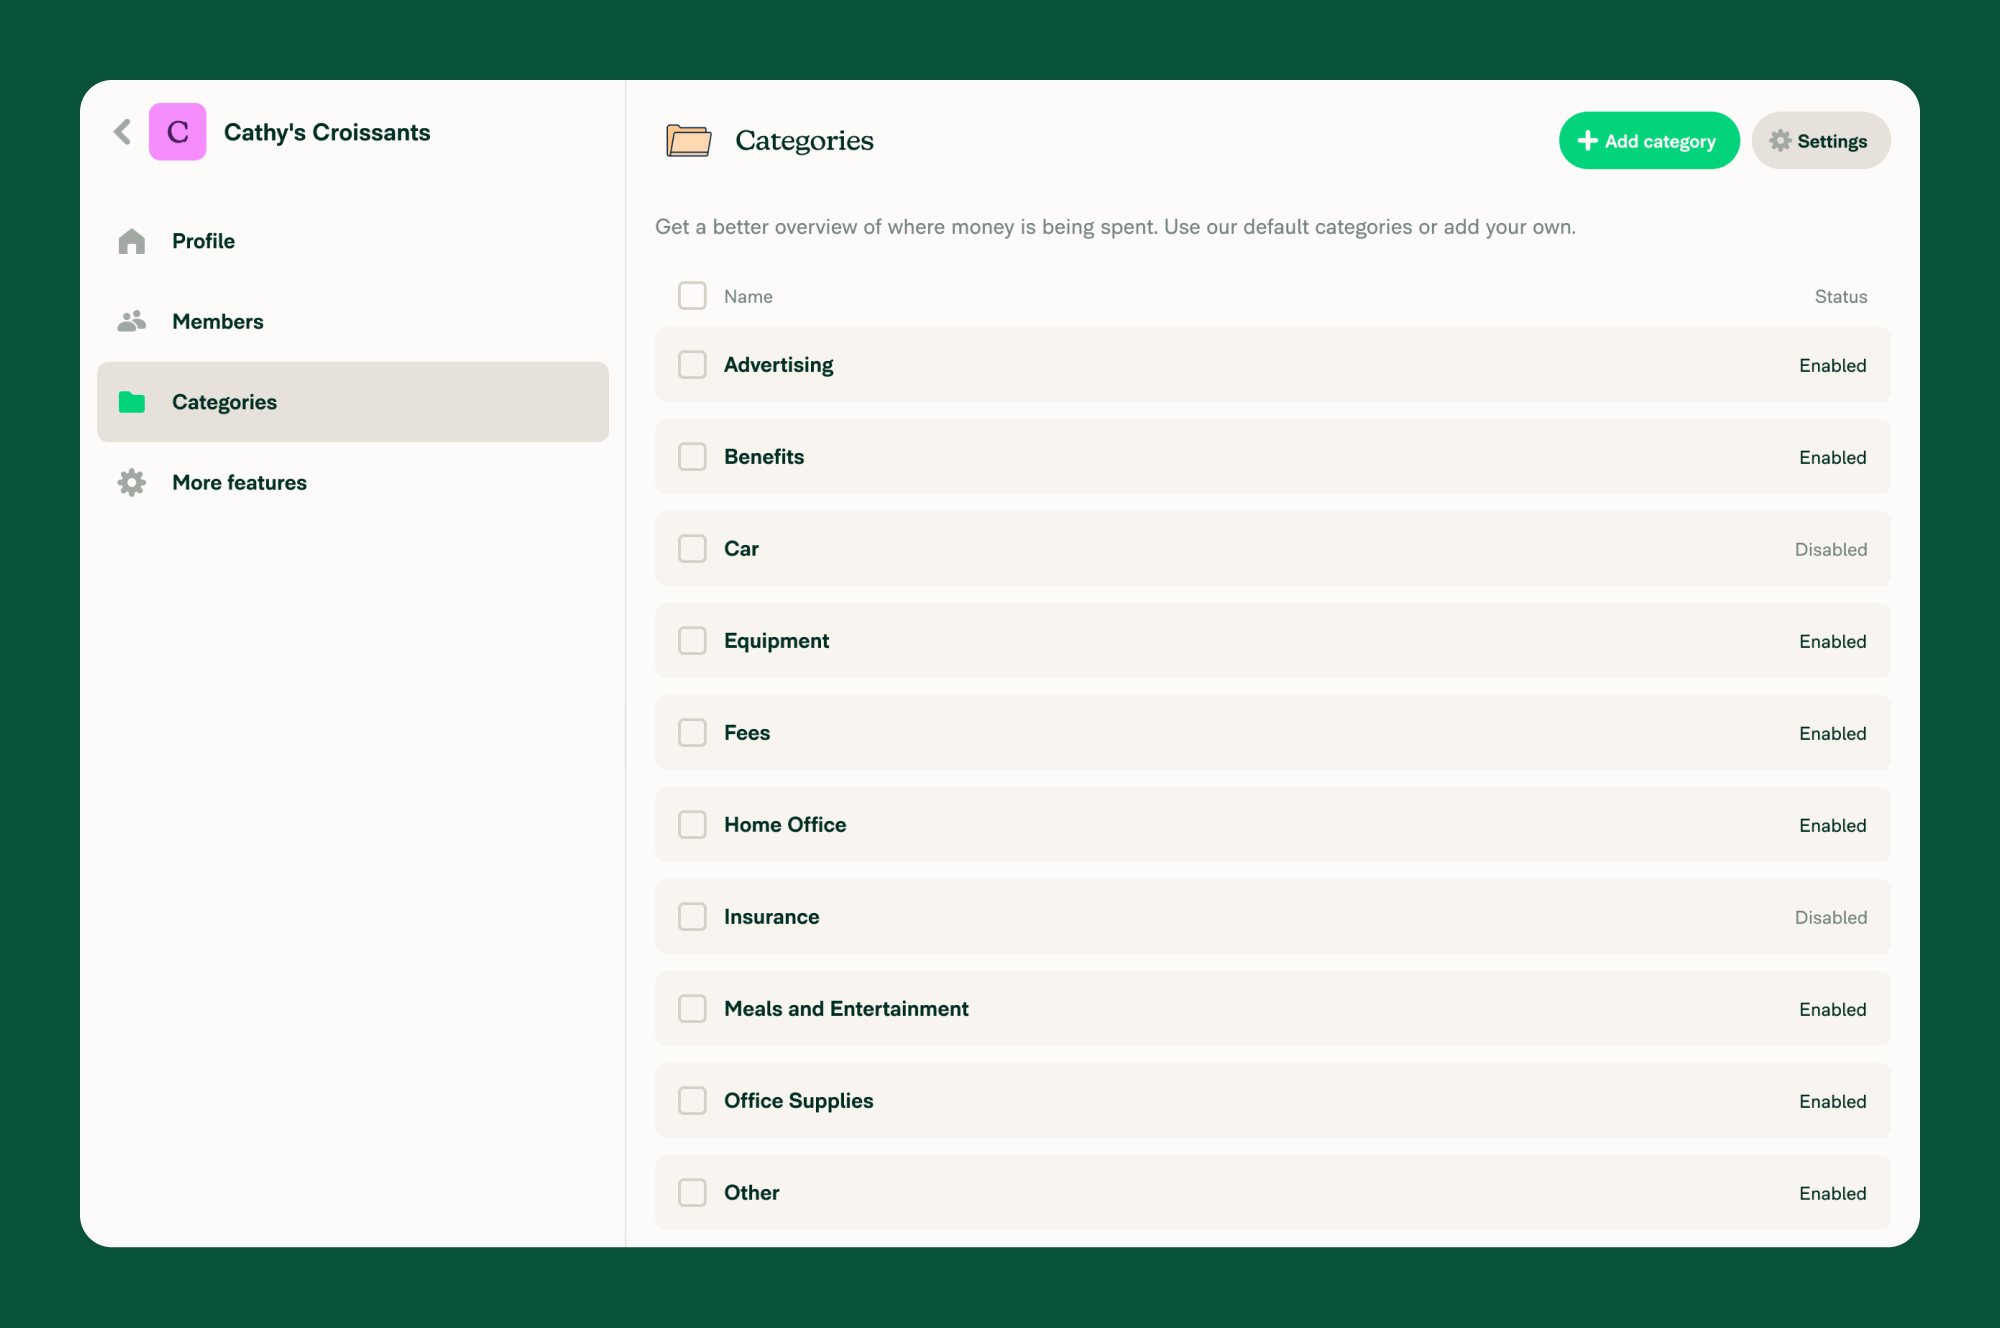 C Cathy's Croissants
Profile
Members
Categories
More features
Categories
Add category
Settings
Get a better overview of where money is being spent. Use our default categories or add your own.
Name Status
Advertising Enabled
Benefits Enabled
Car Disabled
Equipment Enabled
Fees Enabled
Home Office Enabled
Insurance Disabled
Meals and Entertainment Enabled
Office Supplies Enabled
Other Enabled